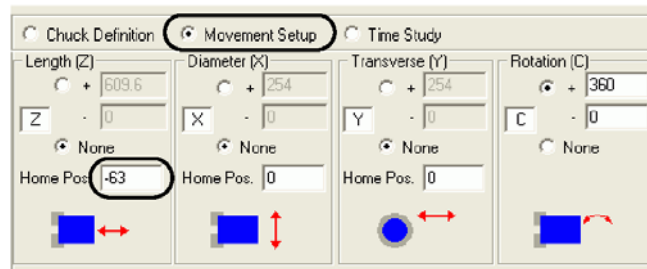 Chuck Definition Movement Setup Time Study
Length (Z) Diameter (X) Transverse (Y) Rotation (C)
+ 609.6 + 254 + 254 + 360
Z - 0 X - 0 Y - 0 C - 0
None None None None
Home Pos. -63 Home Pos. 0 Home Pos. 0